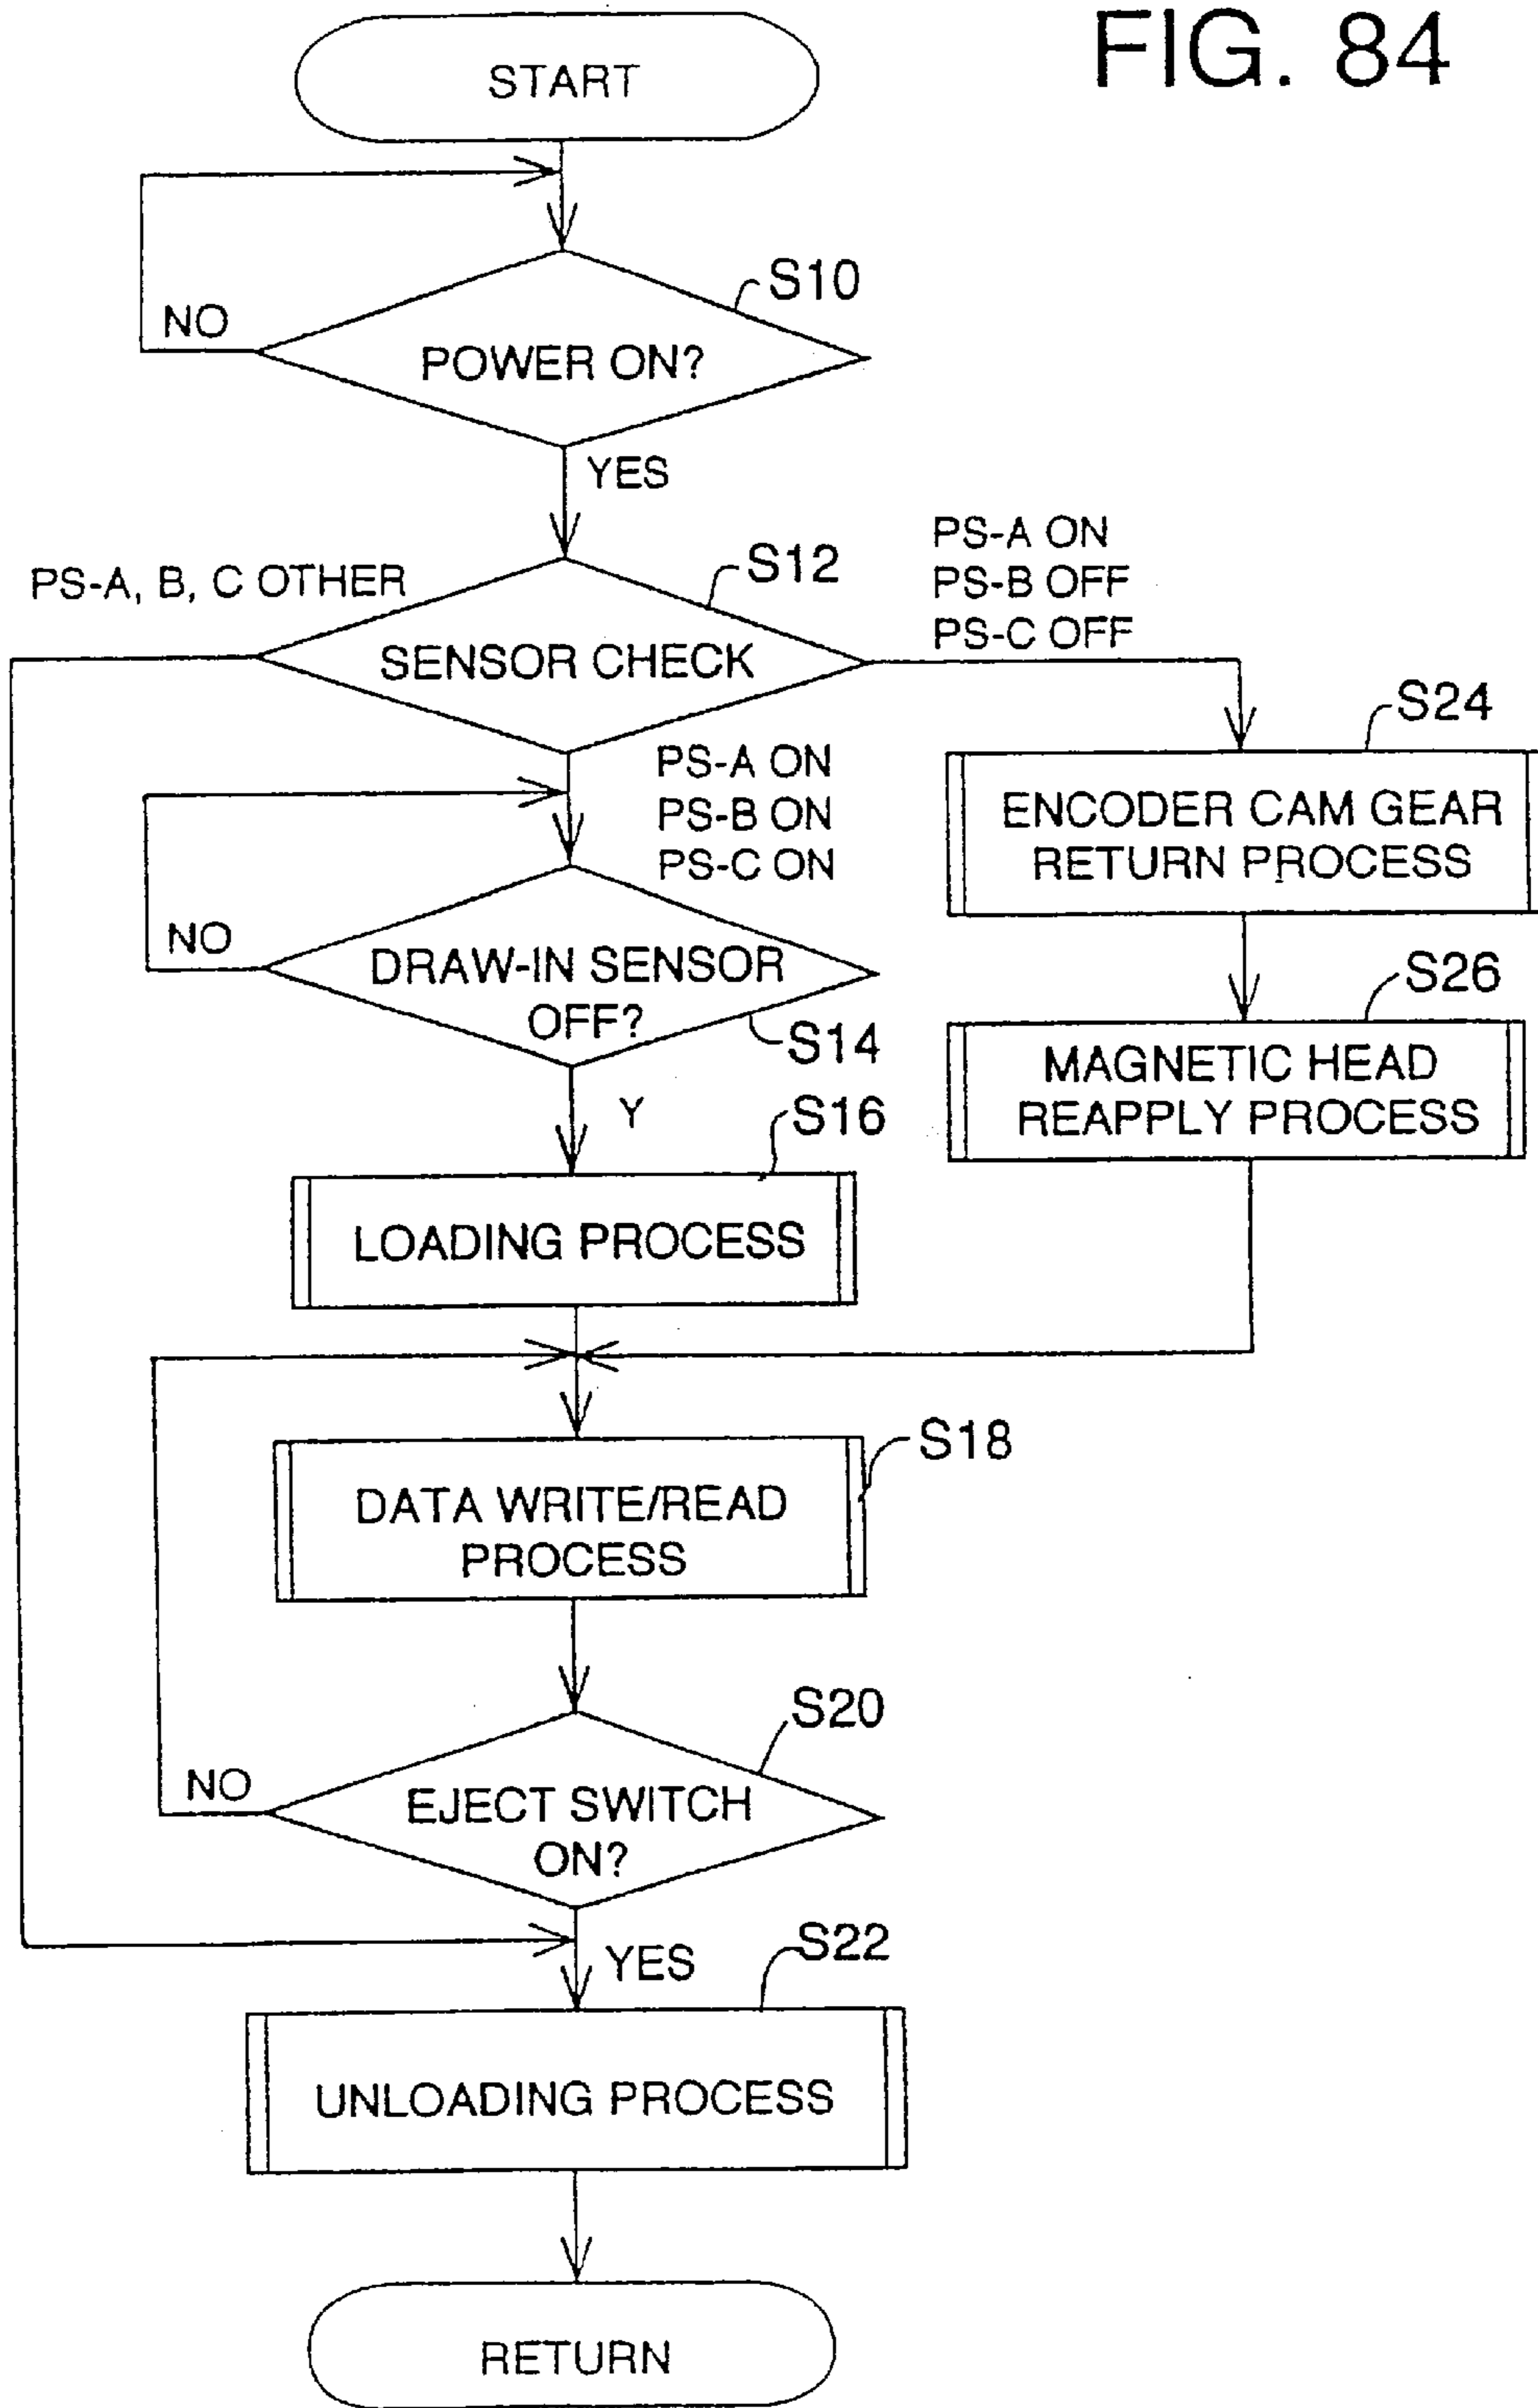 FIG. 84
START
S10
NO
POWER ON?
YES
PS-A, B, C OTHER
S12
PS-A ON
PS-B OFF
PS-C OFF
SENSOR CHECK
S24
PS-A ON
PS-B ON
PS-C ON
ENCODER CAM GEAR
RETURN PROCESS
NO
DRAW-IN SENSOR
OFF?
S14
S26
MAGNETIC HEAD
REAPPLY PROCESS
Y
S16
LOADING PROCESS
S18
DATA WRITE/READ
PROCESS
S20
NO
EJECT SWITCH
ON?
YES
S22
UNLOADING PROCESS
RETURN